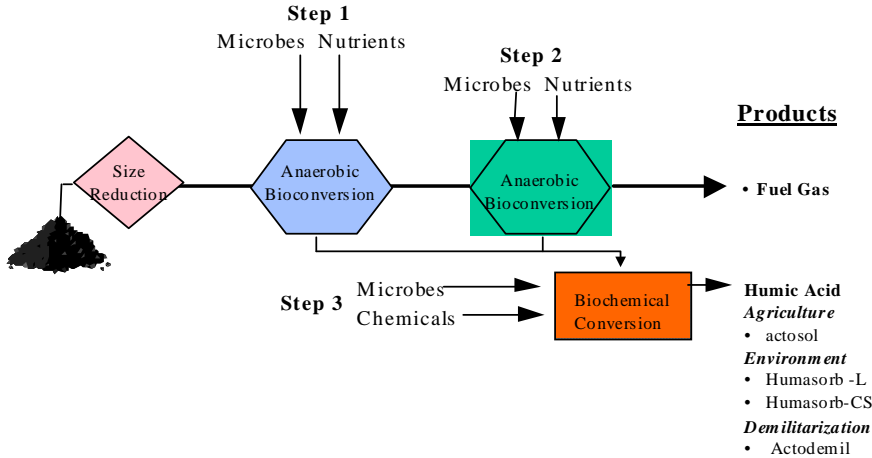 Step 1
Microbes Nutrients
Step 2
Microbes Nutrients
Products
Size
Reduction
Anaerobic
Bioconversion
Anaerobic
Bioconversion
• Fuel Gas
Step 3
Microbes
Chemicals
Biochemical
Conversion
Humic Acid
Agriculture
• actosol
Environment
• Humasorb -L
• Humasorb-CS
Demilitarization
• Actodemil